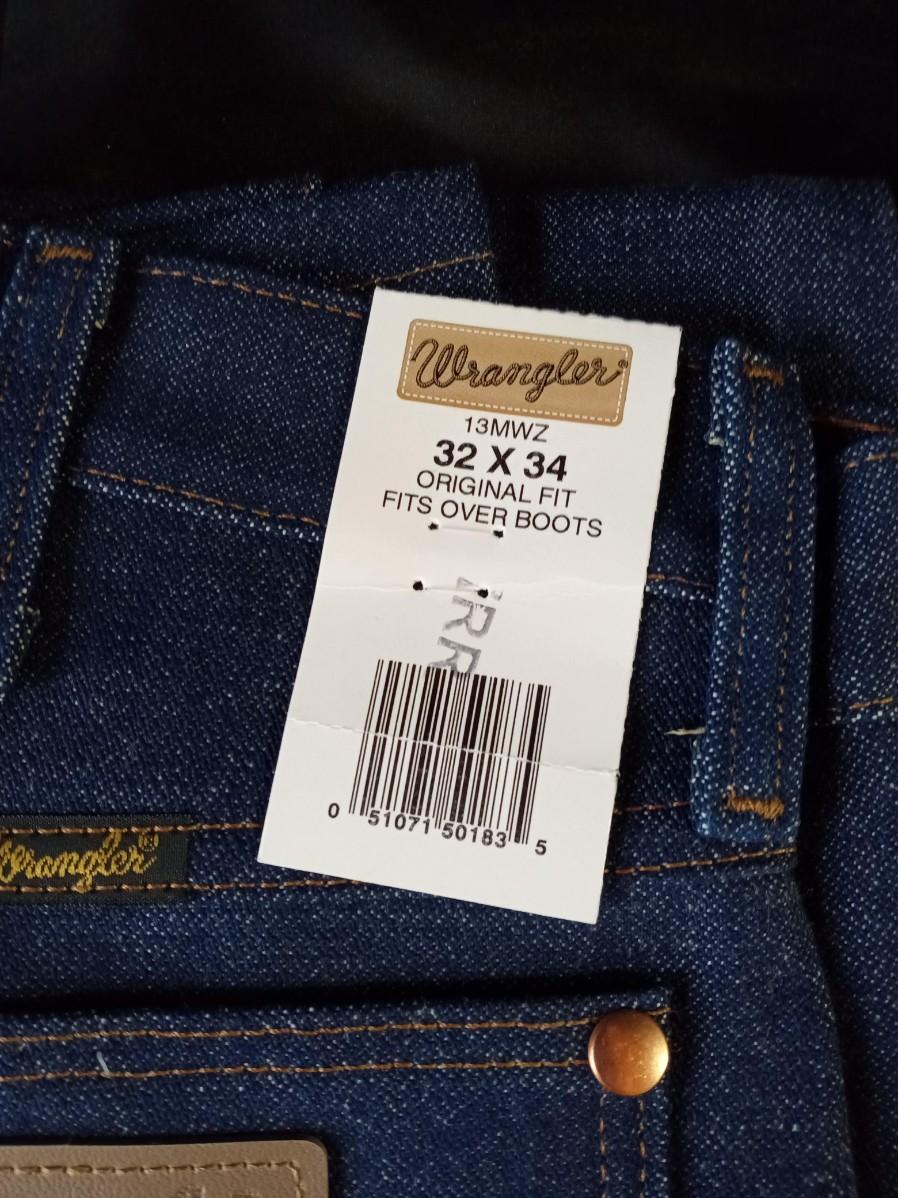 Wrangler®
13MWZ
32 X 34
ORIGINAL FIT
FITS OVER BOOTS
0 51071 50183 5
Wrangler®